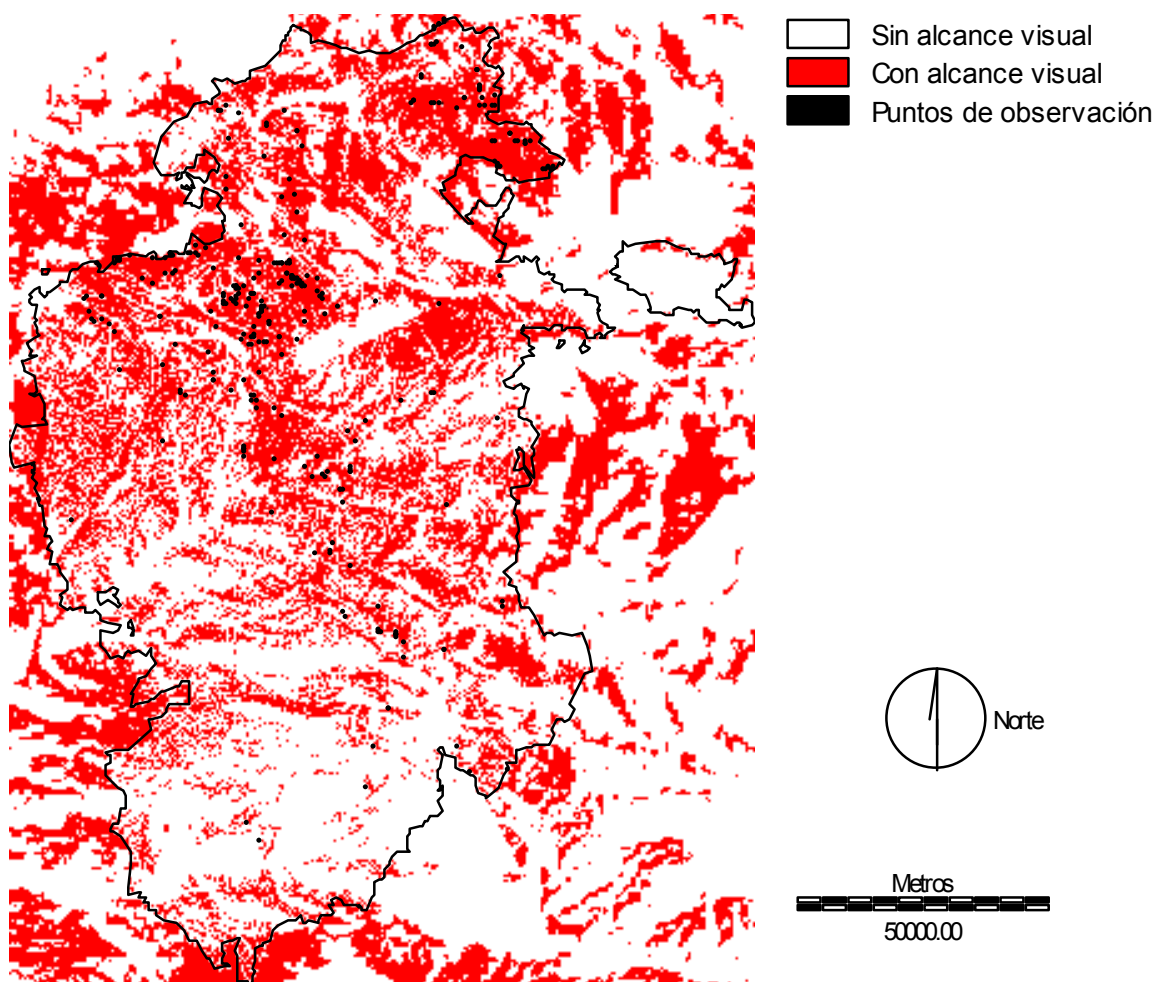 Sin alcance visual
Con alcance visual
Puntos de observación
Norte
Metros
50000.00